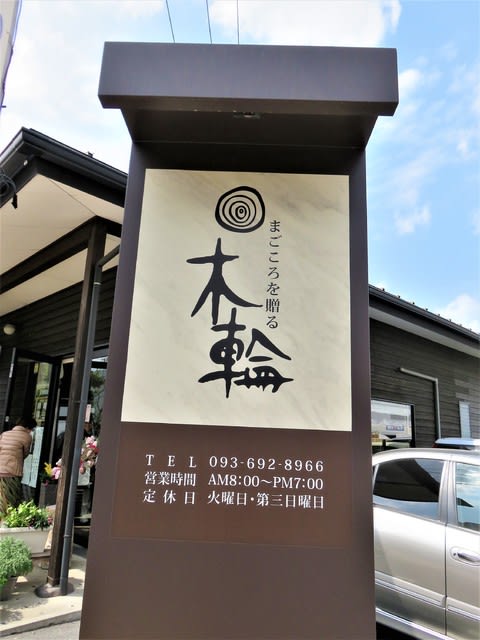 まごころを贈る
木輪
TEL 093-692-8966
営業時間 AM8:00～PM7:00
定休日 火曜日・第三日曜日